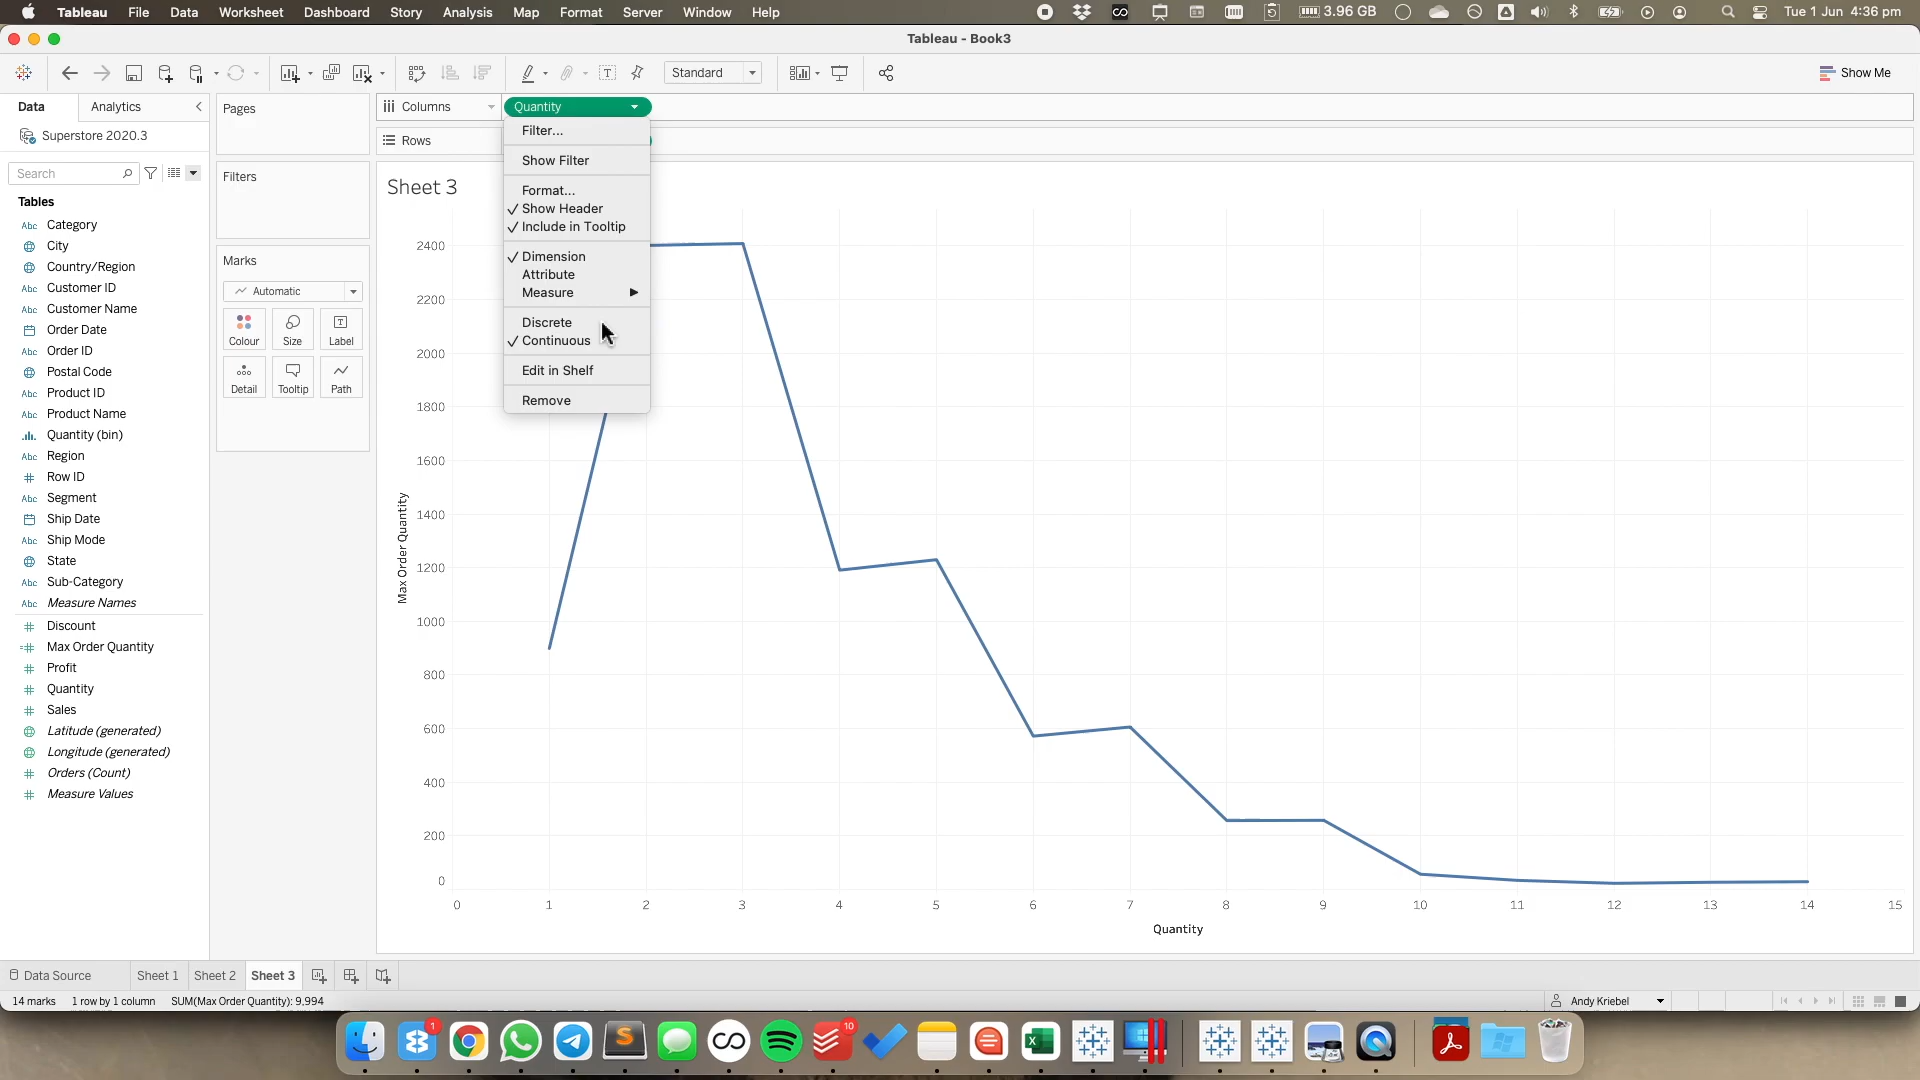 Tableau File Data Worksheet Dashboard Story Analysis Map Format Server Window Help 3.96 GB Tue 1 Jun 4:36 pm
Tableau - Book3
Standard Show Me
Data Analytics Pages Columns Quantity
Superstore 2020.3 Rows
Search
Filters
Tables
Category
City
Country/Region
Customer ID
Customer Name
Order Date
Order ID
Postal Code
Product ID
Product Name
Quantity (bin)
Region
Row ID
Segment
Ship Date
Ship Mode
State
Sub-Category
Measure Names
Discount
Max Order Quantity
Profit
Quantity
Sales
Latitude (generated)
Longitude (generated)
Orders (Count)
Measure Values
Marks
Automatic
Colour Size Label
Detail Tooltip Path
Filter...
Show Filter
Format...
Show Header
Include in Tooltip
Dimension
Attribute
Measure
Discrete
Continuous
Edit in Shelf
Remove
Sheet 3
2400
2200
2000
1800
1600
1400
1200
1000
800
600
400
200
0
Max Order Quantity
0 1 2 3 4 5 6 7 8 9 10 11 12 13 14 15
Quantity
Data Source Sheet 1 Sheet 2 Sheet 3
14 marks 1 row by 1 column SUM(Max Order Quantity): 9,994 Andy Kriebel
1 10